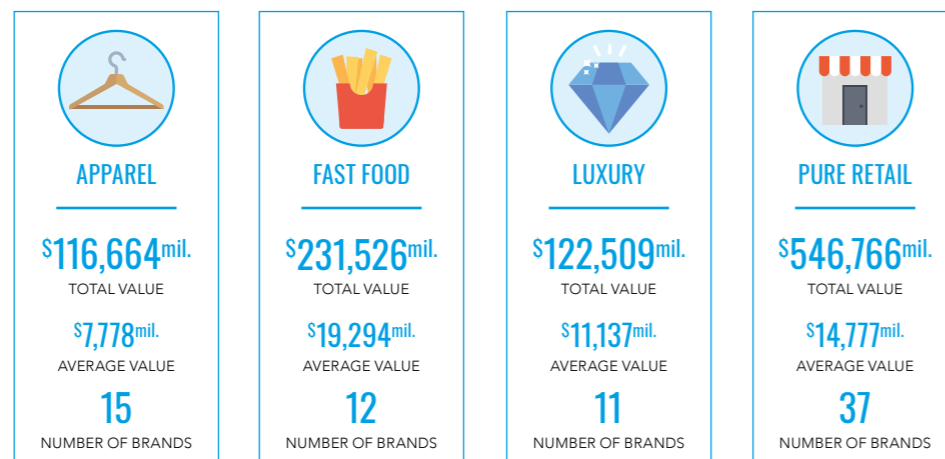 APPAREL
$116,664mil.
TOTAL VALUE
$7,778mil.
AVERAGE VALUE
15
NUMBER OF BRANDS
FAST FOOD
$231,526mil.
TOTAL VALUE
$19,294mil.
AVERAGE VALUE
12
NUMBER OF BRANDS
LUXURY
$122,509mil.
TOTAL VALUE
$11,137mil.
AVERAGE VALUE
11
NUMBER OF BRANDS
PURE RETAIL
$546,766mil.
TOTAL VALUE
$14,777mil.
AVERAGE VALUE
37
NUMBER OF BRANDS